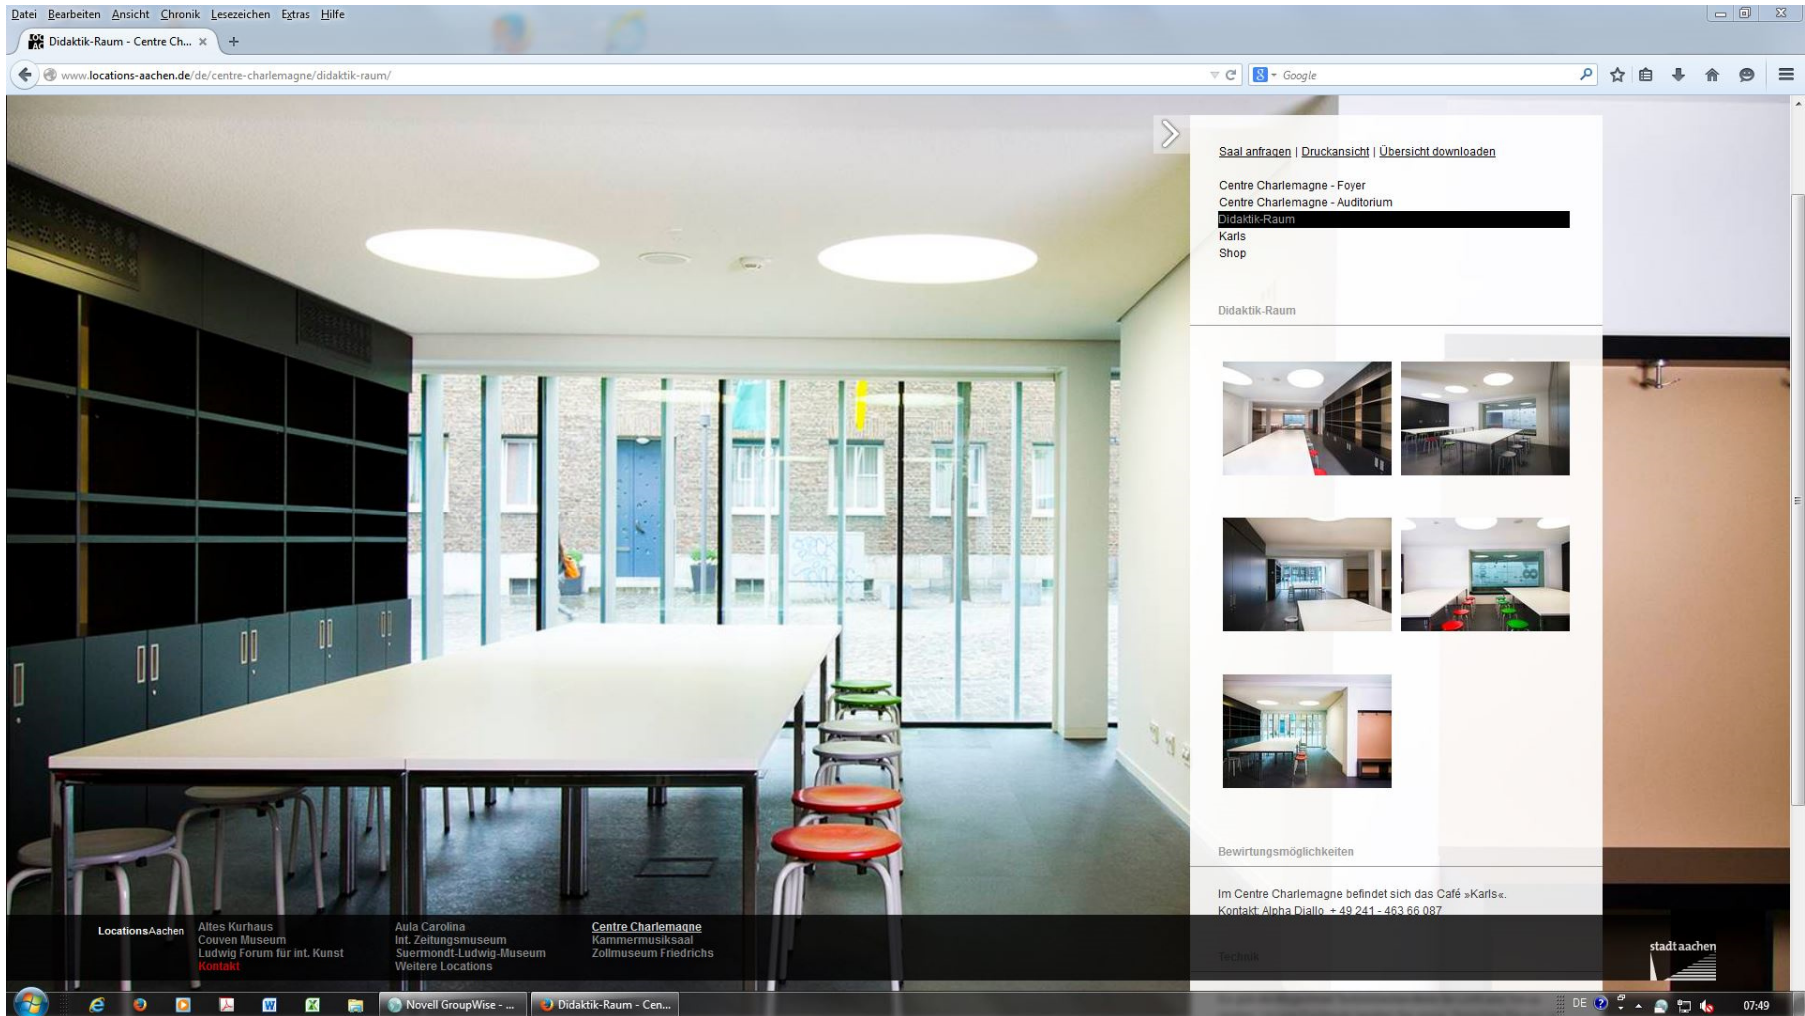 Datei Bearbeiten Ansicht Chronik Lesezeichen Extras Hilfe
Didaktik-Raum - Centre Ch...
www.locations-aachen.de/de/centre-charlemagne/didaktik-raum/
Google
Saal anfragen | Druckansicht | Übersicht downloaden
Centre Charlemagne - Foyer
Centre Charlemagne - Auditorium
Didaktik-Raum
Karls
Shop
Didaktik-Raum
Bewirtungsmöglichkeiten
Im Centre Charlemagne befindet sich das Café »Karls«.
Kontakt: Alpha Diallo + 49 241 - 463 66 087
Technik
LocationsAachen
Altes Kurhaus
Couven Museum
Ludwig Forum für int. Kunst
Kontakt
Aula Carolina
Int. Zeitungsmuseum
Suermondt-Ludwig-Museum
Weitere Locations
Centre Charlemagne
Kammermusiksaal
Zollmuseum Friedrichs
stadt aachen
Novell GroupWise - ...
Didaktik-Raum - Cen...
DE
07:49